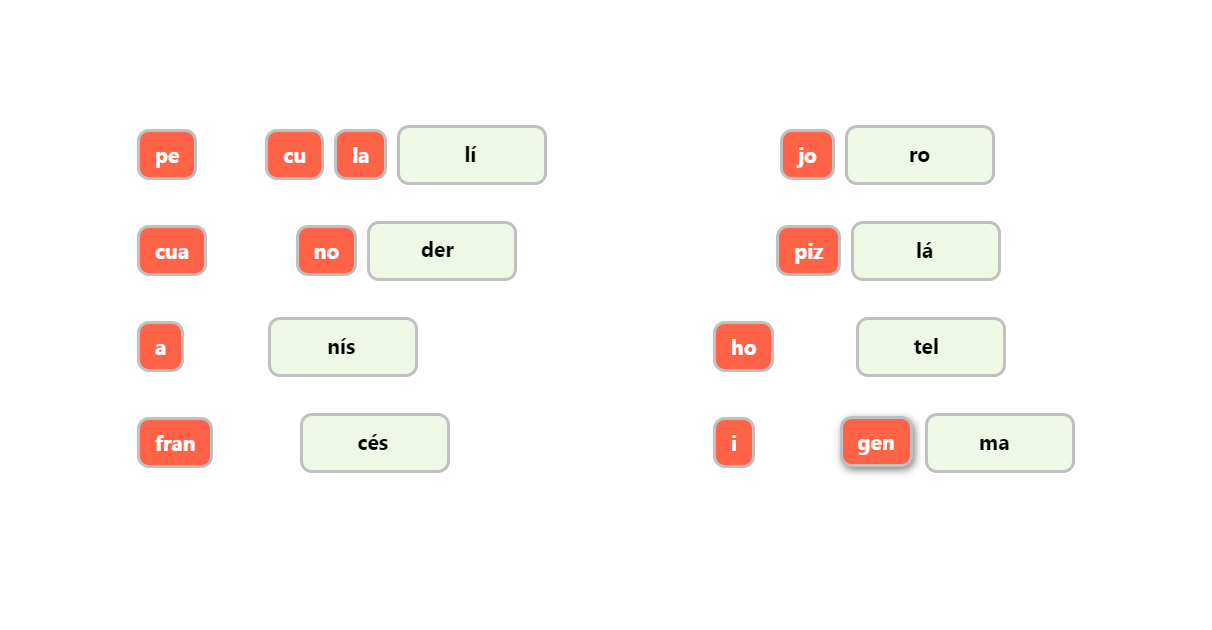 pe cu la lí
cua no der
a nís
fran cés
jo ro
piz lá
ho tel
i gen ma